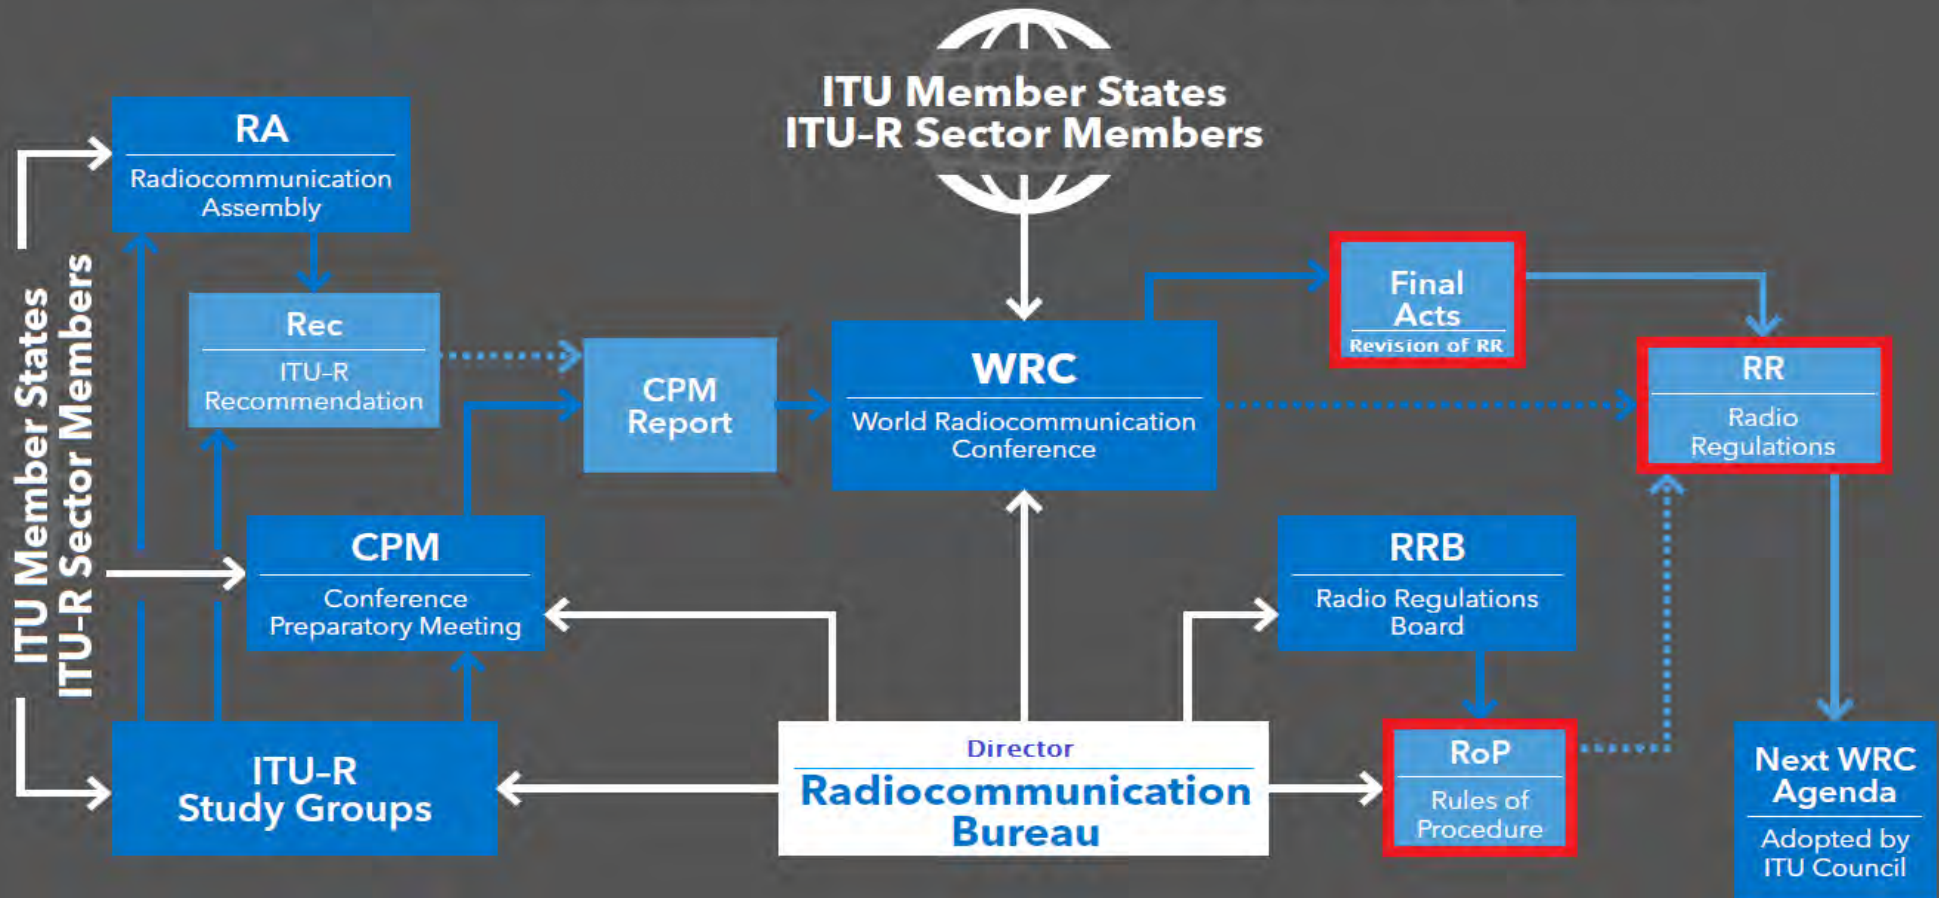 ITU Member States
ITU-R Sector Members
RA
Radiocommunication
Assembly
ITU Member States
ITU-R Sector Members
Rec
ITU-R
Recommendation
CPM
Report
WRC
World Radiocommunication
Conference
Final
Acts
Revision of RR
RR
Radio
Regulations
CPM
Conference
Preparatory Meeting
RRB
Radio Regulations
Board
ITU-R
Study Groups
Director
Radiocommunication
Bureau
RoP
Rules of
Procedure
Next WRC
Agenda
Adopted by
ITU Council